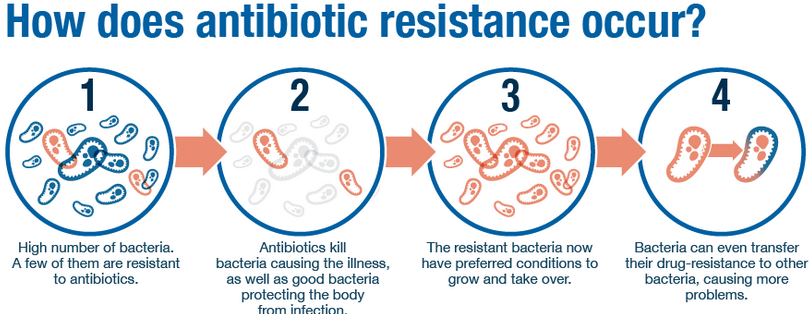 How does antibiotic resistance occur?
1
High number of bacteria.
A few of them are resistant
to antibiotics.
2
Antibiotics kill
bacteria causing the illness,
as well as good bacteria
protecting the body
from infection.
3
The resistant bacteria now
have preferred conditions to
grow and take over.
4
Bacteria can even transfer
their drug-resistance to other
bacteria, causing more
problems.